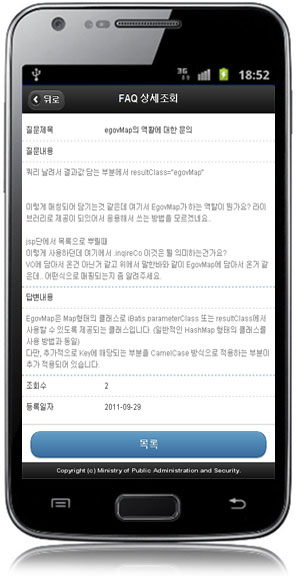 3G 18:52
뒤로 FAQ 상세조회
질문제목 egovMap의 역활에 대한 문의
질문내용
쿼리 날려서 결과값 담는 부분에서 resultClass="egovMap"
이렇게 매칭되어 담기는것 같은데 여기서 EgovMap가 하는 역활이 뭔가요? 라이
브러리로 제공이 되있어서 응용해서 쓰는 방법을 모르겠네요..
jsp단에서 목록으로 뿌릴때
이렇게 사용하던데 여기에서 .inqireCo 이것은 뭘 의미하는건가요?
VO에 담아서 온건 아닌거 같고 위에서 말한바와 같이 EgovMap에 담아서 온거 같
은데.. 어떤식으로 매핑되는지 좀 알려주세요.
답변내용
EgovMap은 Map형태의 클래스로 iBatis parameterClass 또는 resultClass에서
사용할 수 있도록 제공되는 클래스입니다. (일반적인 HashMap 형태의 클래스를
사용 방법과 동일)
다만, 추가적으로 Key에 해당되는 부분을 CamelCase 방식으로 적용하는 부분이
추가 적용되어 있습니다.
조회수 2
등록일자 2011-09-29
목록
Copyright (c) Ministry of Public Administration and Security.